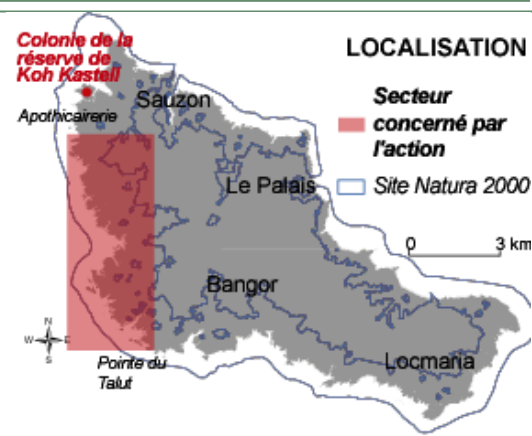 Colonie de la
réserve de
Koh Kastell
Apothicairerie
Sauzon
LOCALISATION
Secteur
concerné par
l'action
Site Natura 2000
Le Palais
0 3 km
Bangor
N
W E
S
Pointe du
Talut
Locmaria